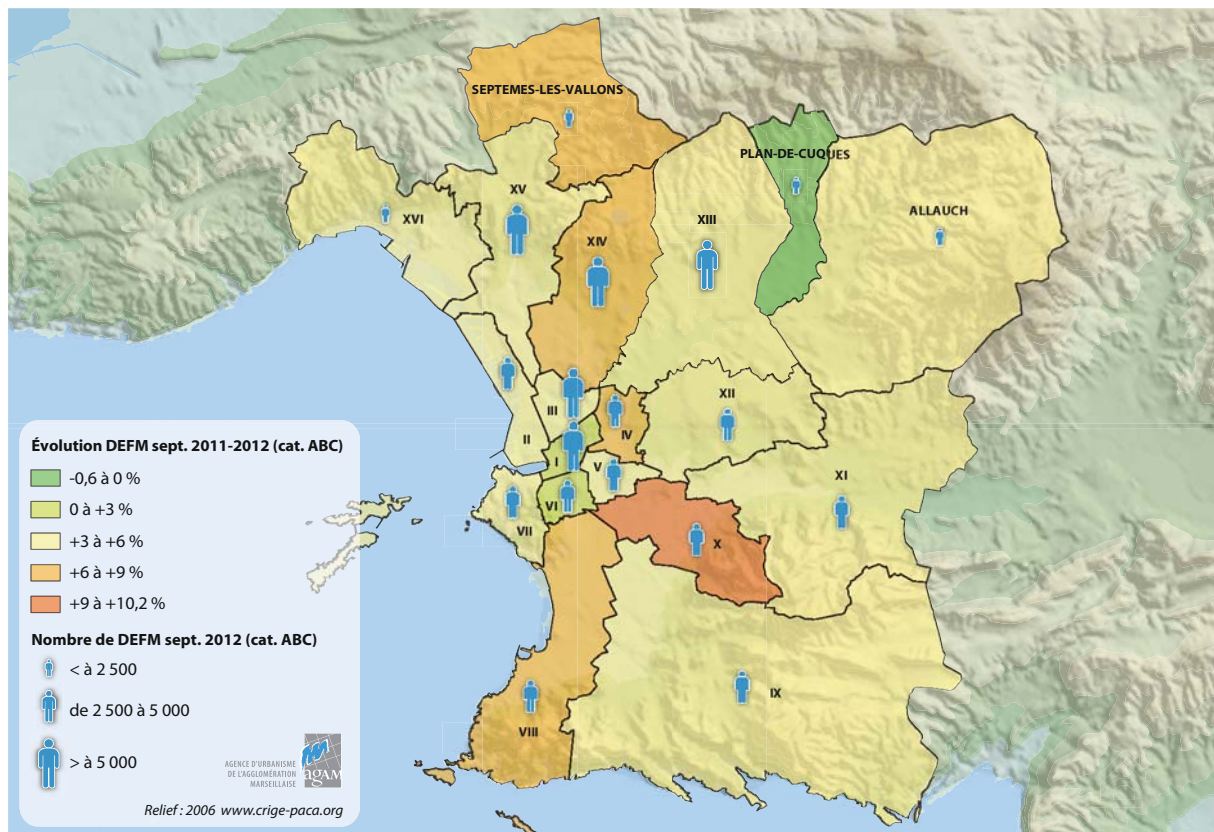 SEPTEMES-LES-VALLONS
PLAN-DE-CUQUES
XV
XVI
XIII
ALLAUCH
XIV
XII
III
IV
II
I
V
XI
VI
VII
X
IX
VIII
Évolution DEFM sept. 2011-2012 (cat. ABC)
-0,6 à 0 %
0 à +3 %
+3 à +6 %
+6 à +9 %
+9 à +10,2 %
Nombre de DEFM sept. 2012 (cat. ABC)
< à 2 500
de 2 500 à 5 000
> à 5 000
AGENCE D'URBANISME
DE L'AGGLOMÉRATION
MARSEILLAISE
agAM
Relief : 2006 www.crige-paca.org